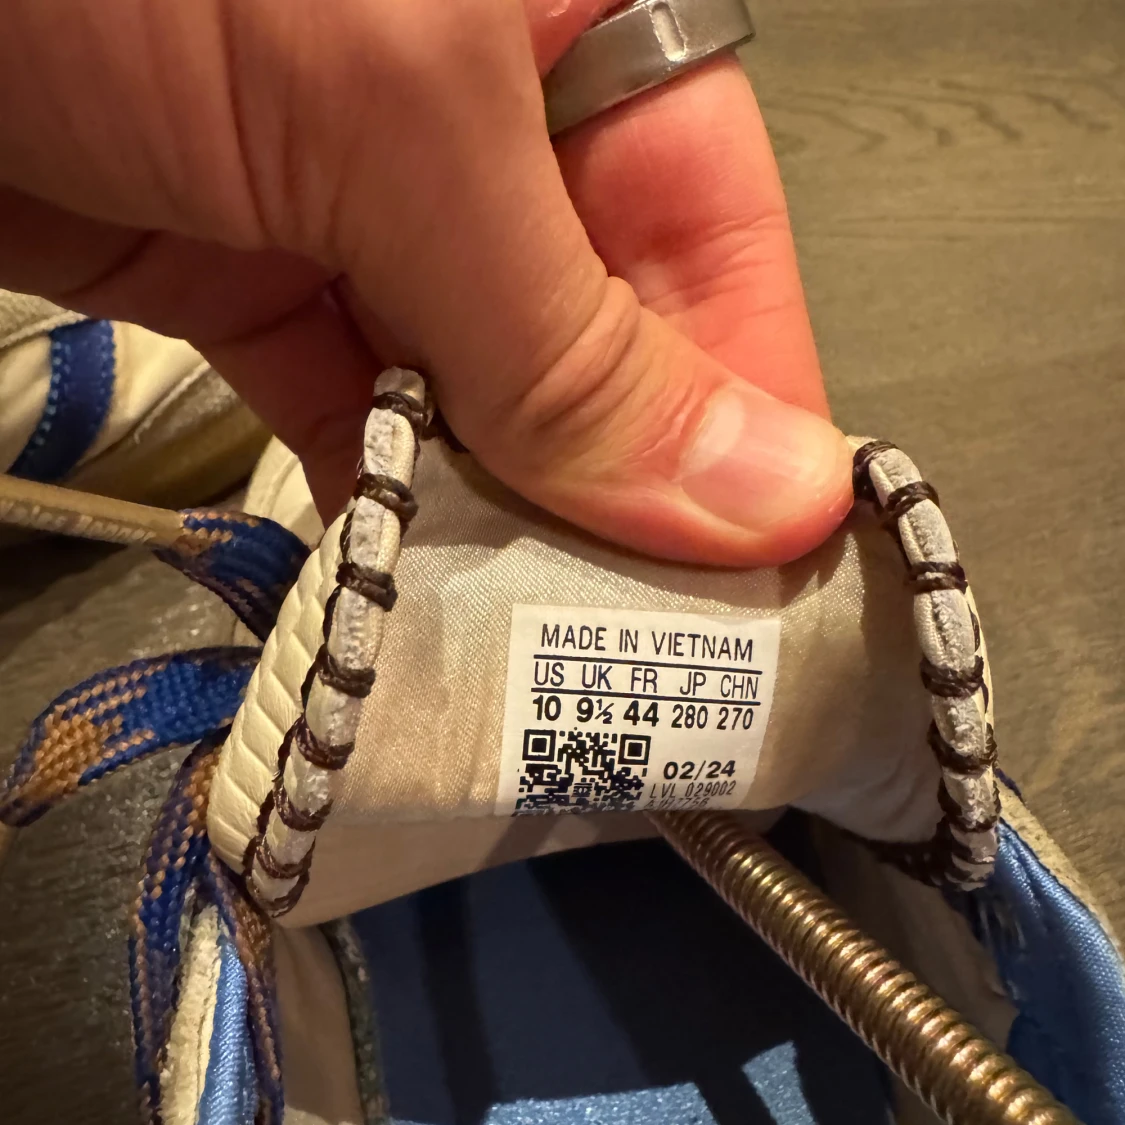 MADE IN VIETNAM
US UK FR JP CHN
10 9½ 44 280 270
02/24
LVL 029002